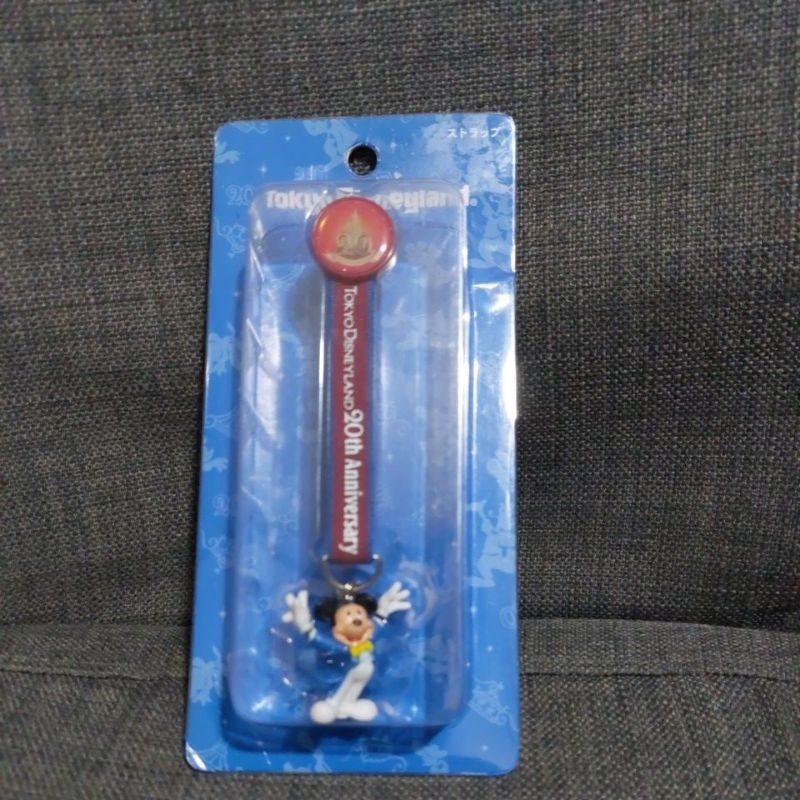 ストラップ
Tokyo Disneyland®
20
TOKYO DISNEYLAND 20th Anniversary